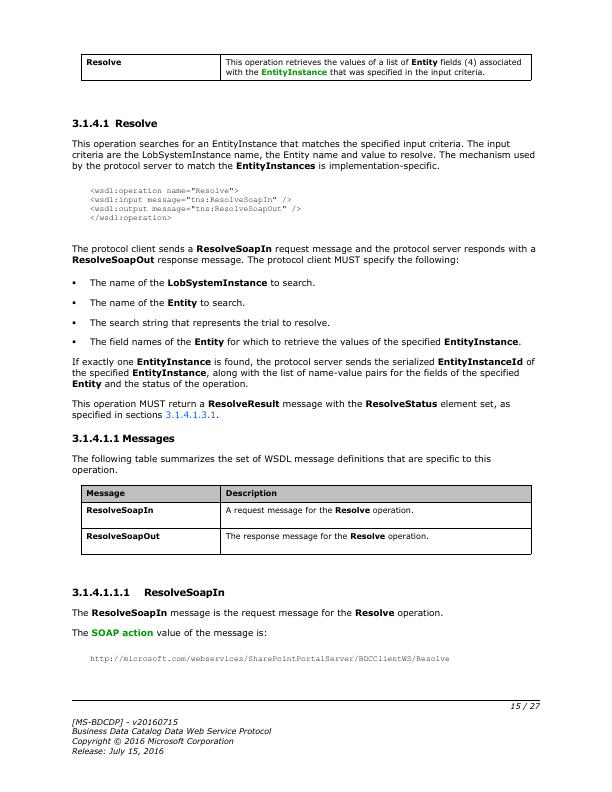 Resolve
This operation retrieves the values of a list of Entity fields (4) associated
with the EntityInstance that was specified in the input criteria.
3.1.4.1 Resolve
This operation searches for an EntityInstance that matches the specified input criteria. The input
criteria are the LobSystemInstance name, the Entity name and value to resolve. The mechanism used
by the protocol server to match the EntityInstances is implementation-specific.
<wsdl:operation name="Resolve">
<wsdl:input message="tns:ResolveSoapIn" />
<wsdl:output message="tns:ResolveSoapOut" />
</wsdl:operation>
The protocol client sends a ResolveSoapIn request message and the protocol server responds with a
ResolveSoapOut response message. The protocol client MUST specify the following:
▪ The name of the LobSystemInstance to search.
▪ The name of the Entity to search.
▪ The search string that represents the trial to resolve.
▪ The field names of the Entity for which to retrieve the values of the specified EntityInstance.
If exactly one EntityInstance is found, the protocol server sends the serialized EntityInstanceId of
the specified EntityInstance, along with the list of name-value pairs for the fields of the specified
Entity and the status of the operation.
This operation MUST return a ResolveResult message with the ResolveStatus element set, as
specified in sections 3.1.4.1.3.1.
3.1.4.1.1 Messages
The following table summarizes the set of WSDL message definitions that are specific to this
operation.
Message Description
ResolveSoapIn A request message for the Resolve operation.
ResolveSoapOut The response message for the Resolve operation.
3.1.4.1.1.1 ResolveSoapIn
The ResolveSoapIn message is the request message for the Resolve operation.
The SOAP action value of the message is:
http://microsoft.com/webservices/SharePointPortalServer/BDCClientWS/Resolve
15 / 27
[MS-BDCDP] - v20160715
Business Data Catalog Data Web Service Protocol
Copyright © 2016 Microsoft Corporation
Release: July 15, 2016